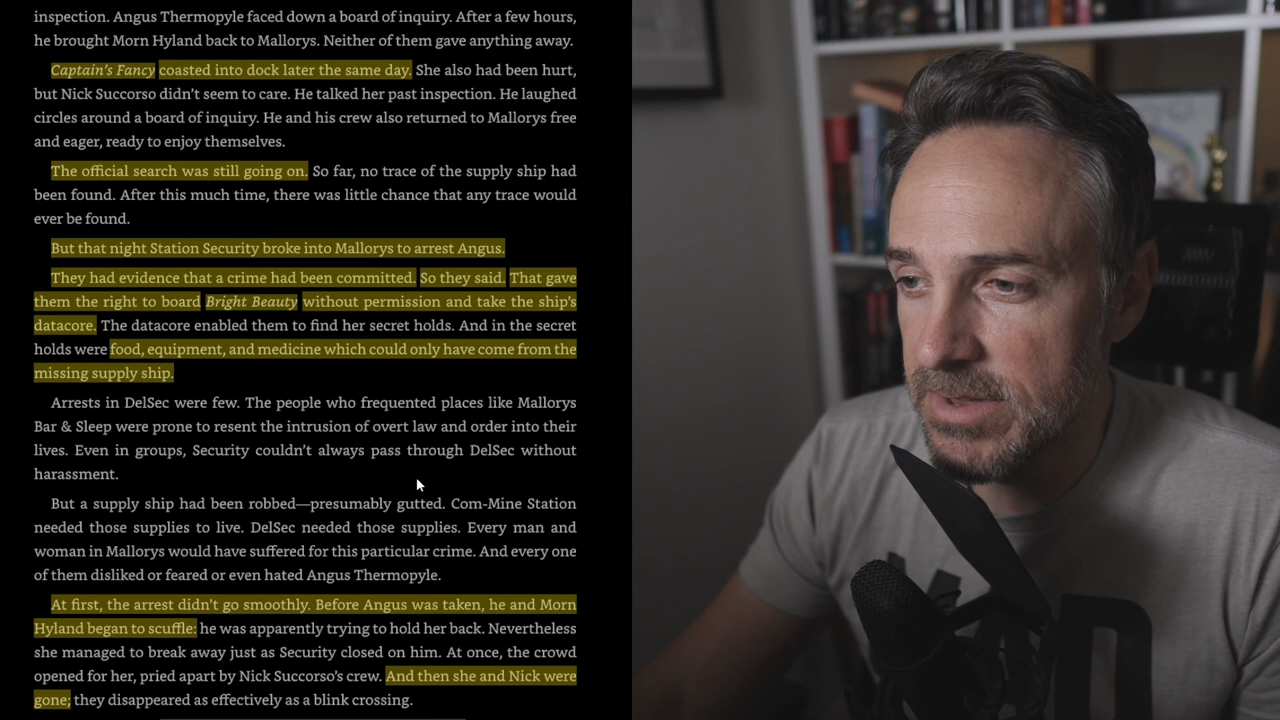 inspection. Angus Thermopyle faced down a board of inquiry. After a few hours,
he brought Morn Hyland back to Mallorys. Neither of them gave anything away.
Captain's Fancy coasted into dock later the same day. She also had been hurt,
but Nick Succorso didn't seem to care. He talked her past inspection. He laughed
circles around a board of inquiry. He and his crew also returned to Mallorys free
and eager, ready to enjoy themselves.
The official search was still going on. So far, no trace of the supply ship had
been found. After this much time, there was little chance that any trace would
ever be found.
But that night Station Security broke into Mallorys to arrest Angus.
They had evidence that a crime had been committed. So they said. That gave
them the right to board Bright Beauty without permission and take the ship's
datacore. The datacore enabled them to find her secret holds. And in the secret
holds were food, equipment, and medicine which could only have come from the
missing supply ship.
Arrests in DelSec were few. The people who frequented places like Mallorys
Bar & Sleep were prone to resent the intrusion of overt law and order into their
lives. Even in groups, Security couldn't always pass through DelSec without
harassment.
But a supply ship had been robbed—presumably gutted. Com-Mine Station
needed those supplies to live. DelSec needed those supplies. Every man and
woman in Mallorys would have suffered for this particular crime. And every one
of them disliked or feared or even hated Angus Thermopyle.
At first, the arrest didn't go smoothly. Before Angus was taken, he and Morn
Hyland began to scuffle: he was apparently trying to hold her back. Nevertheless
she managed to break away just as Security closed on him. At once, the crowd
opened for her, pried apart by Nick Succorso's crew. And then she and Nick were
gone; they disappeared as effectively as a blink crossing.